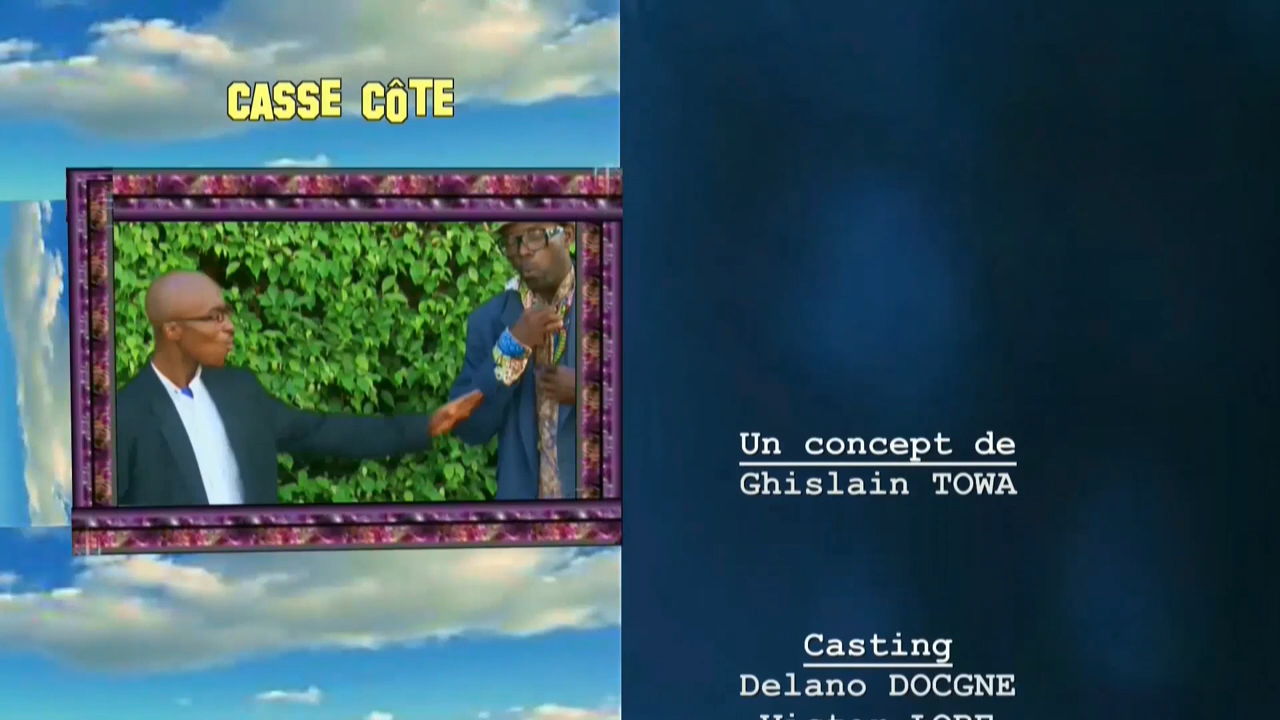 CASSE CÔTE
Un concept de
Ghislain TOWA
Casting
Delano DOCGNE